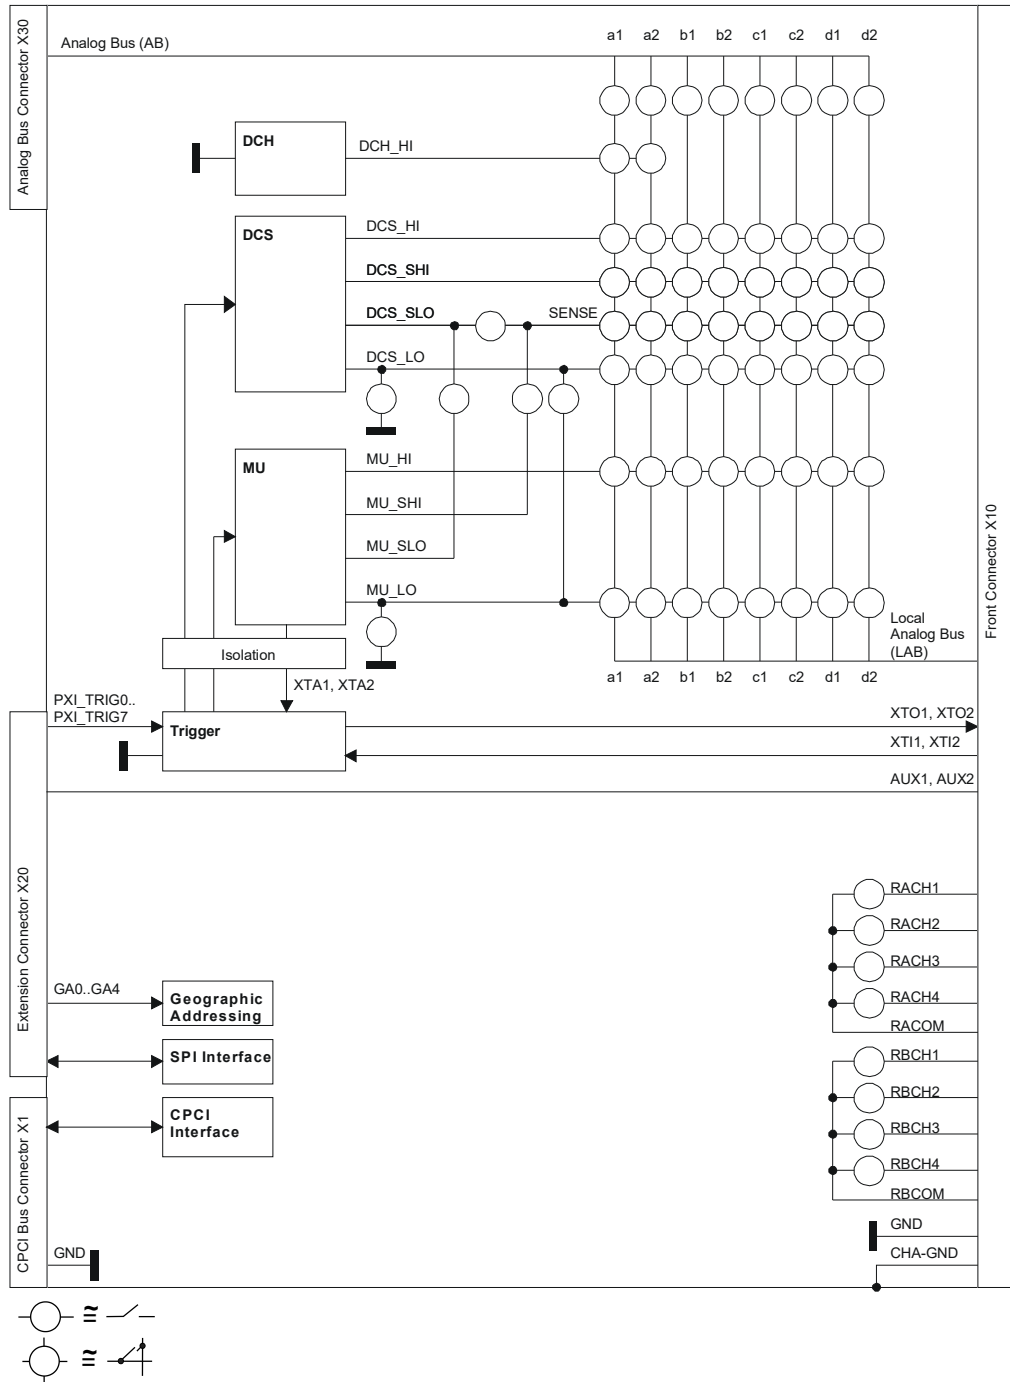 Analog Bus Connector X30
Analog Bus (AB)
a1 a2 b1 b2 c1 c2 d1 d2
DCH
DCH_HI
DCS
DCS_HI
DCS_SHI
DCS_SLO
SENSE
DCS_LO
MU
MU_HI
MU_SHI
MU_SLO
MU_LO
Front Connector X10
Local
Analog Bus
(LAB)
Isolation
a1 a2 b1 b2 c1 c2 d1 d2
XTA1, XTA2
PXI_TRIG0..
PXI_TRIG7
Trigger
XTO1, XTO2
XTI1, XTI2
AUX1, AUX2
Extension Connector X20
RACH1
RACH2
RACH3
RACH4
RACOM
GA0..GA4
Geographic
Addressing
SPI Interface
RBCH1
RBCH2
RBCH3
RBCH4
RBCOM
CPCI Bus Connector X1
CPCI
Interface
GND
GND
CHA-GND
≅
≅